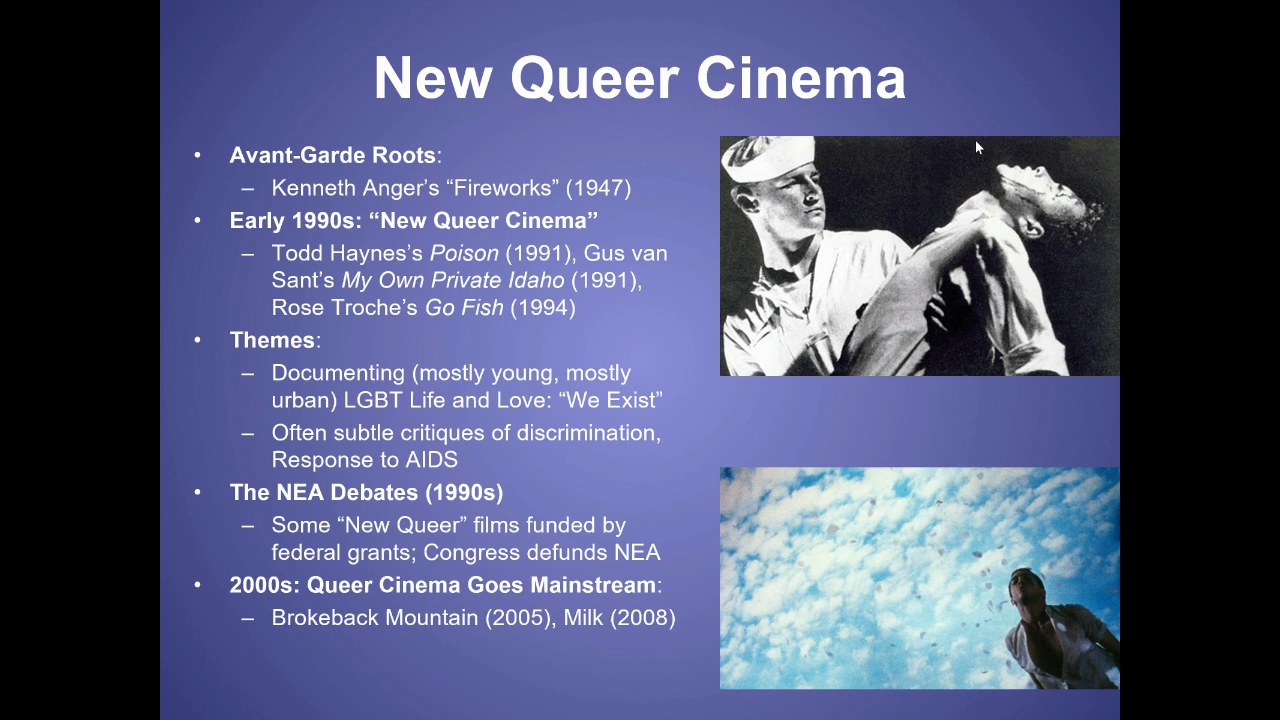 New Queer Cinema
• Avant-Garde Roots:
– Kenneth Anger’s “Fireworks” (1947)
• Early 1990s: “New Queer Cinema”
– Todd Haynes’s Poison (1991), Gus van
Sant’s My Own Private Idaho (1991),
Rose Troche’s Go Fish (1994)
• Themes:
– Documenting (mostly young, mostly
urban) LGBT Life and Love: “We Exist”
– Often subtle critiques of discrimination,
Response to AIDS
• The NEA Debates (1990s)
– Some “New Queer” films funded by
federal grants; Congress defunds NEA
• 2000s: Queer Cinema Goes Mainstream:
– Brokeback Mountain (2005), Milk (2008)